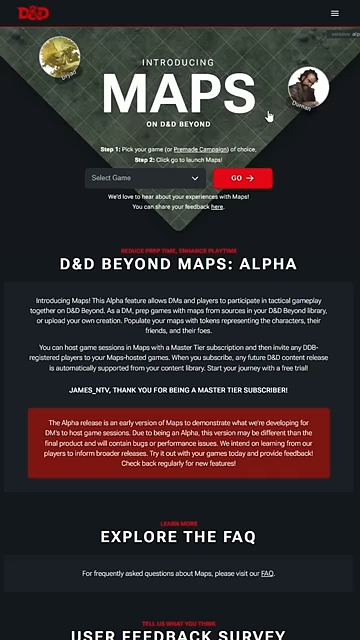 D&D
version: alp
INTRODUCING
MAPS
ON D&D BEYOND
Dryad
Durnan
Step 1: Pick your game (or Premade Campaign) of choice,
Step 2: Click go to launch Maps!
Select Game
GO
We'd love to hear about your experiences with Maps!
You can share your feedback here.
REDUCE PREP TIME, ENHANCE PLAYTIME
D&D BEYOND MAPS: ALPHA
Introducing Maps! This Alpha feature allows DMs and players to participate in tactical gameplay
together on D&D Beyond. As a DM, prep games with maps from sources in your D&D Beyond library,
or upload your own creation. Populate your maps with tokens representing the characters, their
friends, and their foes.
You can host game sessions in Maps with a Master Tier subscription and then invite any DDB-
registered players to your Maps-hosted games. When you subscribe, any future D&D content release
is automatically supported from your content library. Start your journey with a free trial!
JAMES_NTV, THANK YOU FOR BEING A MASTER TIER SUBSCRIBER!
The Alpha release is an early version of Maps to demonstrate what we're developing for
DM's to host game sessions. Due to being an Alpha, this version may be different than the
final product and will contain bugs or performance issues. We intend on learning from our
players to inform broader releases. Try it out with your games today and provide feedback!
Check back regularly for new features!
LEARN MORE
EXPLORE THE FAQ
For frequently asked questions about Maps, please visit our FAQ.
TELL US WHAT YOU THINK
USER FEEDBACK SURVEY